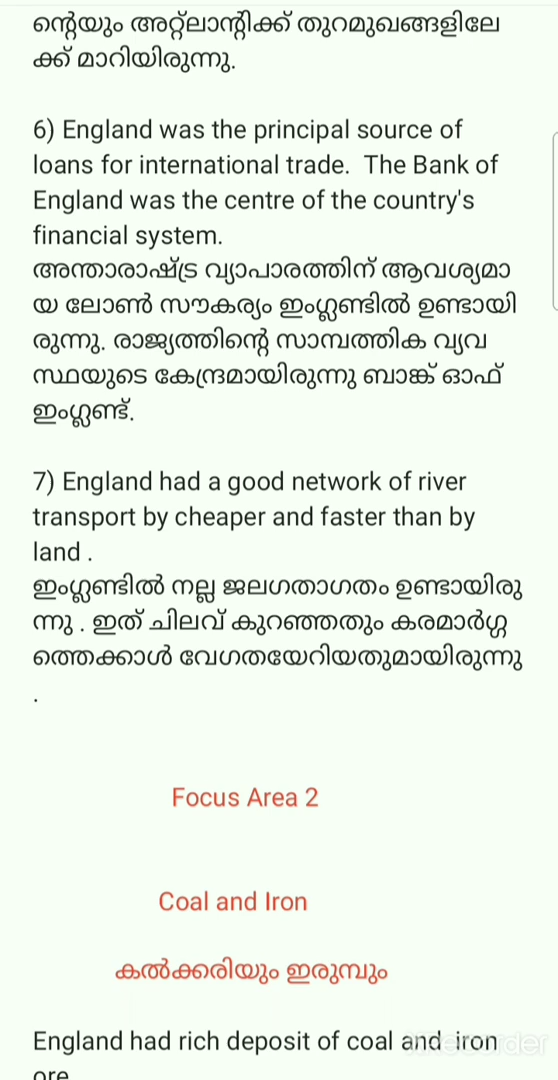 ന്റെയും അറ്റ്ലാന്റിക്ക് തുറമുഖങ്ങളിലേ
ക്ക് മാറിയിരുന്നു.
6) England was the principal source of
loans for international trade.  The Bank of
England was the centre of the country's
financial system.
അന്താരാഷ്ട്ര വ്യാപാരത്തിന് ആവശ്യമാ
യ ലോൺ സൗകര്യം ഇംഗ്ലണ്ടിൽ ഉണ്ടായി
രുന്നു. രാജ്യത്തിന്റെ സാമ്പത്തിക വ്യവ
സ്ഥയുടെ കേന്ദ്രമായിരുന്നു ബാങ്ക് ഓഫ്
ഇംഗ്ലണ്ട്.
7) England had a good network of river
transport by cheaper and faster than by
land .
ഇംഗ്ലണ്ടിൽ നല്ല ജലഗതാഗതം ഉണ്ടായിരു
ന്നു . ഇത് ചിലവ് കുറഞ്ഞതും കരമാർഗ്ഗ
ത്തെക്കാൾ വേഗതയേറിയതുമായിരുന്നു
.
Focus Area 2
Coal and Iron
കൽക്കരിയും ഇരുമ്പും
England had rich deposit of coal and iron
ore